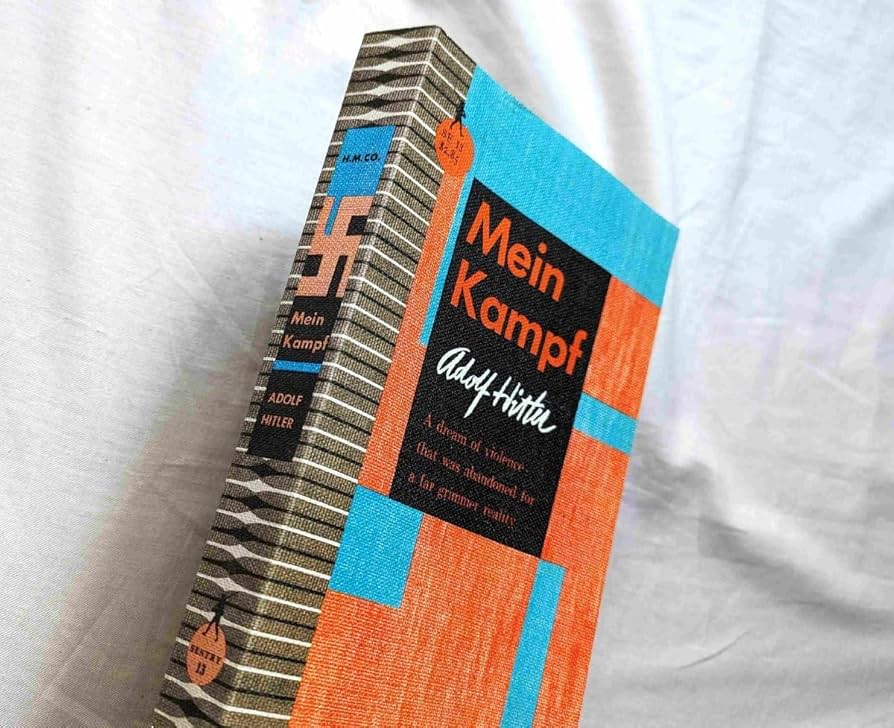 H.M.CO.
Mein
Kampf
ADOLF
HITLER
SENTRY
13
Mein
Kampf
Adolf Hitler
A dream of violence
that was abandoned for
a far grimmer reality